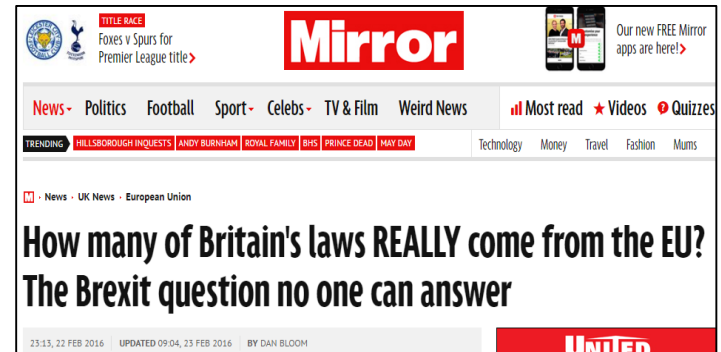 TITLE RACE
Foxes v Spurs for
Premier League title >
Mirror
M
Our new FREE Mirror
apps are here! >
News Politics Football Sport Celebs TV & Film Weird News Most read Videos Quizzes
TRENDING HILLSBOROUGH INQUESTS ANDY BURNHAM ROYAL FAMILY BHS PRINCE DEAD MAY DAY Technology Money Travel Fashion Mums
M › News › UK News › European Union
How many of Britain's laws REALLY come from the EU?
The Brexit question no one can answer
23:13, 22 FEB 2016 UPDATED 09:04, 23 FEB 2016 BY DAN BLOOM
UNITED